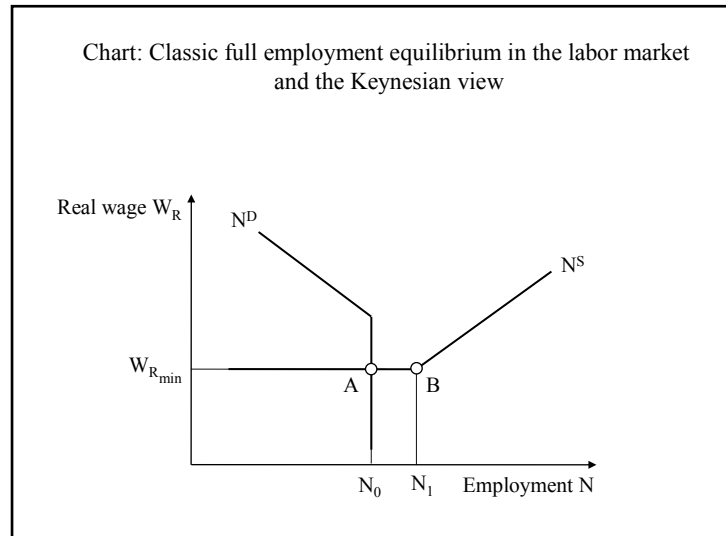 Chart: Classic full employment equilibrium in the labor market
and the Keynesian view
Real wage W_R
N^D
N^S
W_R_min
A
B
N_0
N_1
Employment N